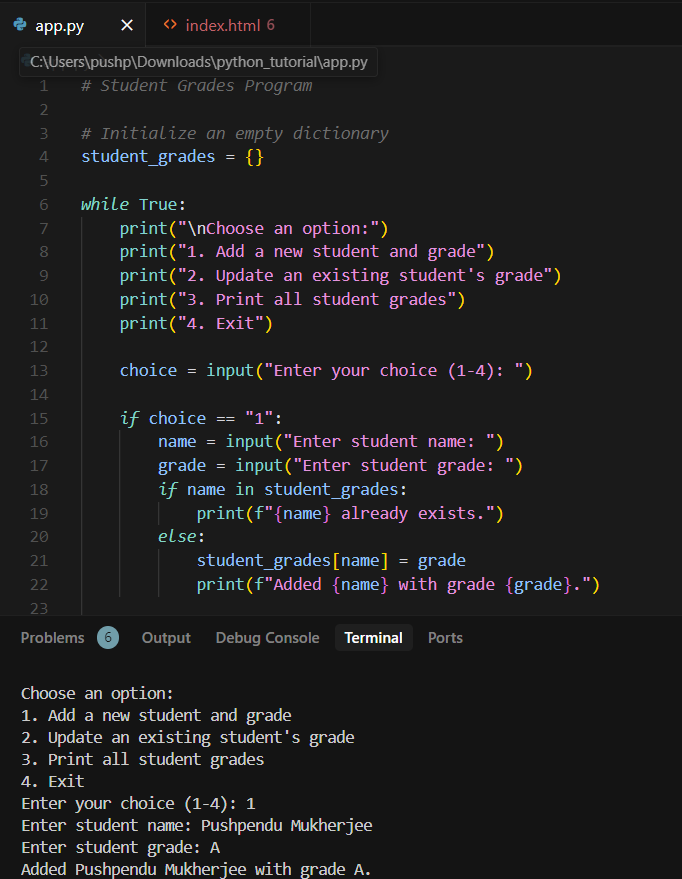 app.py
index.html 6
C:\Users\pushp\Downloads\python_tutorial\app.py
1 # Student Grades Program
2
3 # Initialize an empty dictionary
4 student_grades = {}
5
6 while True:
7     print("\nChoose an option:")
8     print("1. Add a new student and grade")
9     print("2. Update an existing student's grade")
10     print("3. Print all student grades")
11     print("4. Exit")
12
13     choice = input("Enter your choice (1-4): ")
14
15     if choice == "1":
16         name = input("Enter student name: ")
17         grade = input("Enter student grade: ")
18         if name in student_grades:
19             print(f"{name} already exists.")
20         else:
21             student_grades[name] = grade
22             print(f"Added {name} with grade {grade}.")
23
Problems 6 Output Debug Console Terminal Ports
Choose an option:
1. Add a new student and grade
2. Update an existing student's grade
3. Print all student grades
4. Exit
Enter your choice (1-4): 1
Enter student name: Pushpendu Mukherjee
Enter student grade: A
Added Pushpendu Mukherjee with grade A.